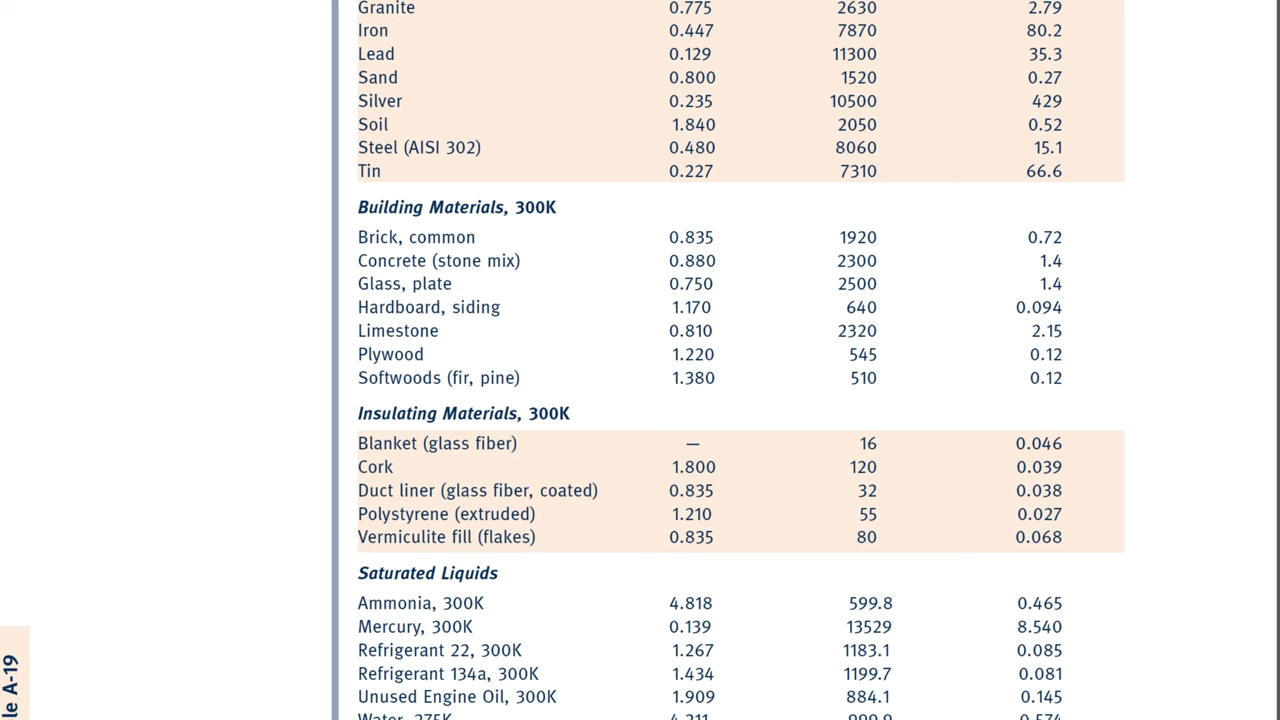 Granite 0.775 2630 2.79
Iron 0.447 7870 80.2
Lead 0.129 11300 35.3
Sand 0.800 1520 0.27
Silver 0.235 10500 429
Soil 1.840 2050 0.52
Steel (AISI 302) 0.480 8060 15.1
Tin 0.227 7310 66.6
Building Materials, 300K
Brick, common 0.835 1920 0.72
Concrete (stone mix) 0.880 2300 1.4
Glass, plate 0.750 2500 1.4
Hardboard, siding 1.170 640 0.094
Limestone 0.810 2320 2.15
Plywood 1.220 545 0.12
Softwoods (fir, pine) 1.380 510 0.12
Insulating Materials, 300K
Blanket (glass fiber) — 16 0.046
Cork 1.800 120 0.039
Duct liner (glass fiber, coated) 0.835 32 0.038
Polystyrene (extruded) 1.210 55 0.027
Vermiculite fill (flakes) 0.835 80 0.068
Saturated Liquids
Ammonia, 300K 4.818 599.8 0.465
Mercury, 300K 0.139 13529 8.540
Refrigerant 22, 300K 1.267 1183.1 0.085
Refrigerant 134a, 300K 1.434 1199.7 0.081
Unused Engine Oil, 300K 1.909 884.1 0.145
Water, 275K 4.211 999.9 0.574
le A-19